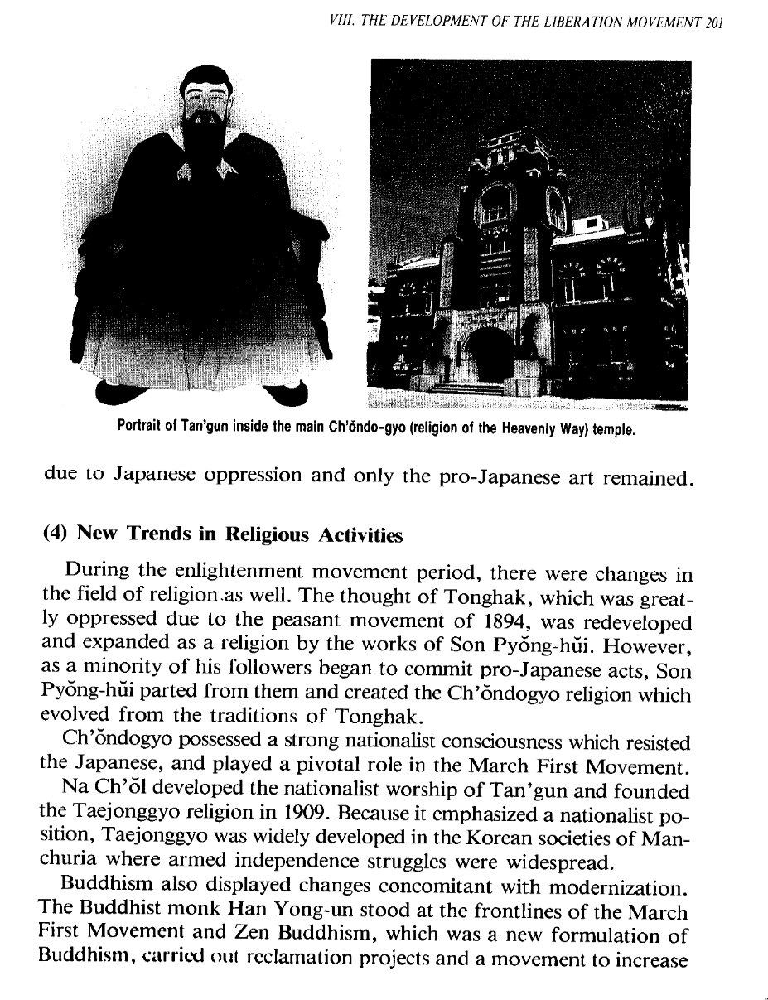 VIII. THE DEVELOPMENT OF THE LIBERATION MOVEMENT 201
Portrait of Tan'gun inside the main Ch'ŏndo-gyo (religion of the Heavenly Way) temple.
due to Japanese oppression and only the pro-Japanese art remained.
(4) New Trends in Religious Activities
During the enlightenment movement period, there were changes in
the field of religion as well. The thought of Tonghak, which was great-
ly oppressed due to the peasant movement of 1894, was redeveloped
and expanded as a religion by the works of Son Pyŏng-hŭi. However,
as a minority of his followers began to commit pro-Japanese acts, Son
Pyŏng-hŭi parted from them and created the Ch'ŏndogyo religion which
evolved from the traditions of Tonghak.
Ch'ŏndogyo possessed a strong nationalist consciousness which resisted
the Japanese, and played a pivotal role in the March First Movement.
Na Ch'ŏl developed the nationalist worship of Tan'gun and founded
the Taejonggyo religion in 1909. Because it emphasized a nationalist po-
sition, Taejonggyo was widely developed in the Korean societies of Man-
churia where armed independence struggles were widespread.
Buddhism also displayed changes concomitant with modernization.
The Buddhist monk Han Yong-un stood at the frontlines of the March
First Movement and Zen Buddhism, which was a new formulation of
Buddhism, carried out reclamation projects and a movement to increase